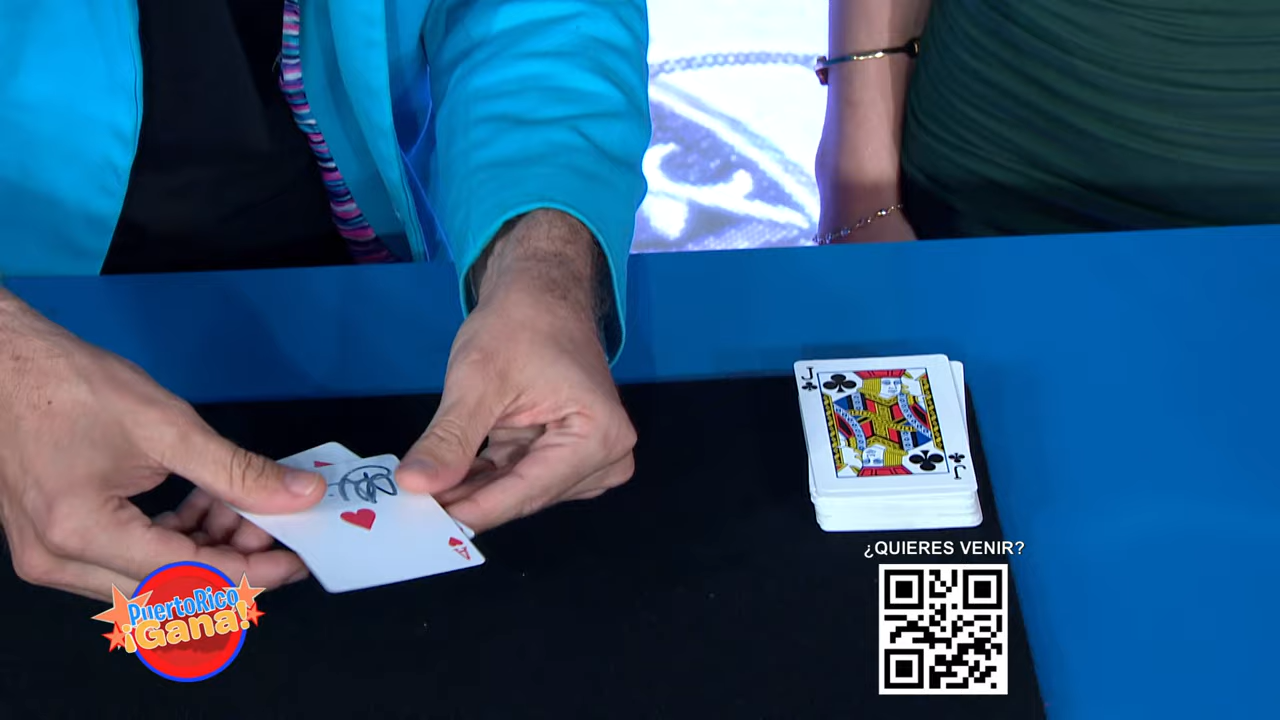 J
J
A
¿QUIERES VENIR?
PuertoRico
¡Gana!